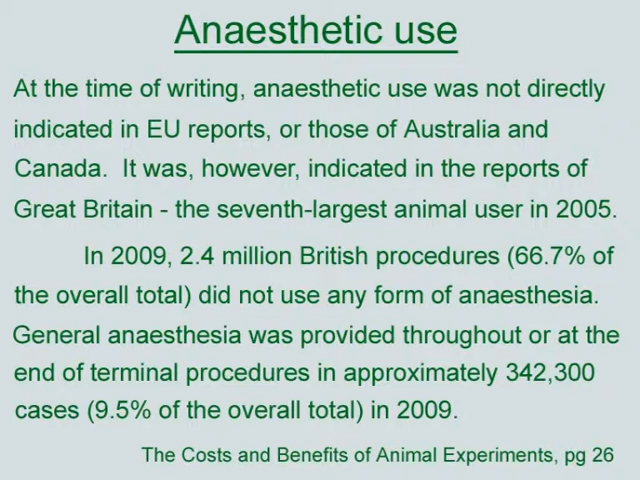 Anaesthetic use
At the time of writing, anaesthetic use was not directly
indicated in EU reports, or those of Australia and
Canada.  It was, however, indicated in the reports of
Great Britain - the seventh-largest animal user in 2005.
In 2009, 2.4 million British procedures (66.7% of
the overall total) did not use any form of anaesthesia.
General anaesthesia was provided throughout or at the
end of terminal procedures in approximately 342,300
cases (9.5% of the overall total) in 2009.
The Costs and Benefits of Animal Experiments, pg 26